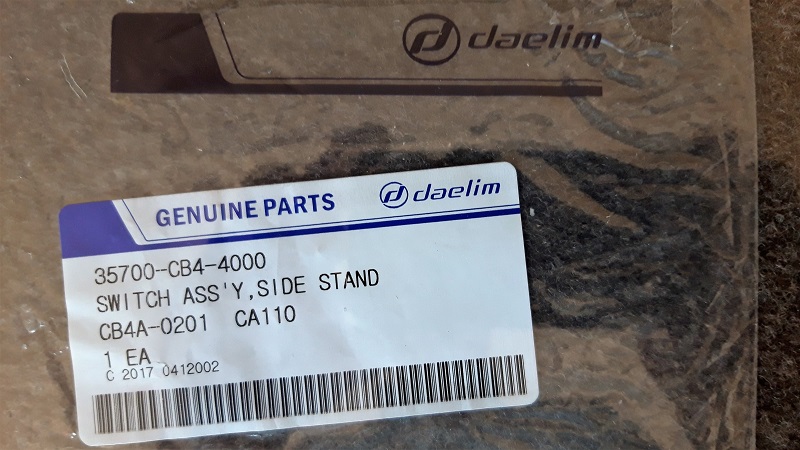 daelim
GENUINE PARTS daelim
35700-CB4-4000
SWITCH ASS'Y,SIDE STAND
CB4A-0201 CA110
1 EA
C 2017 0412002